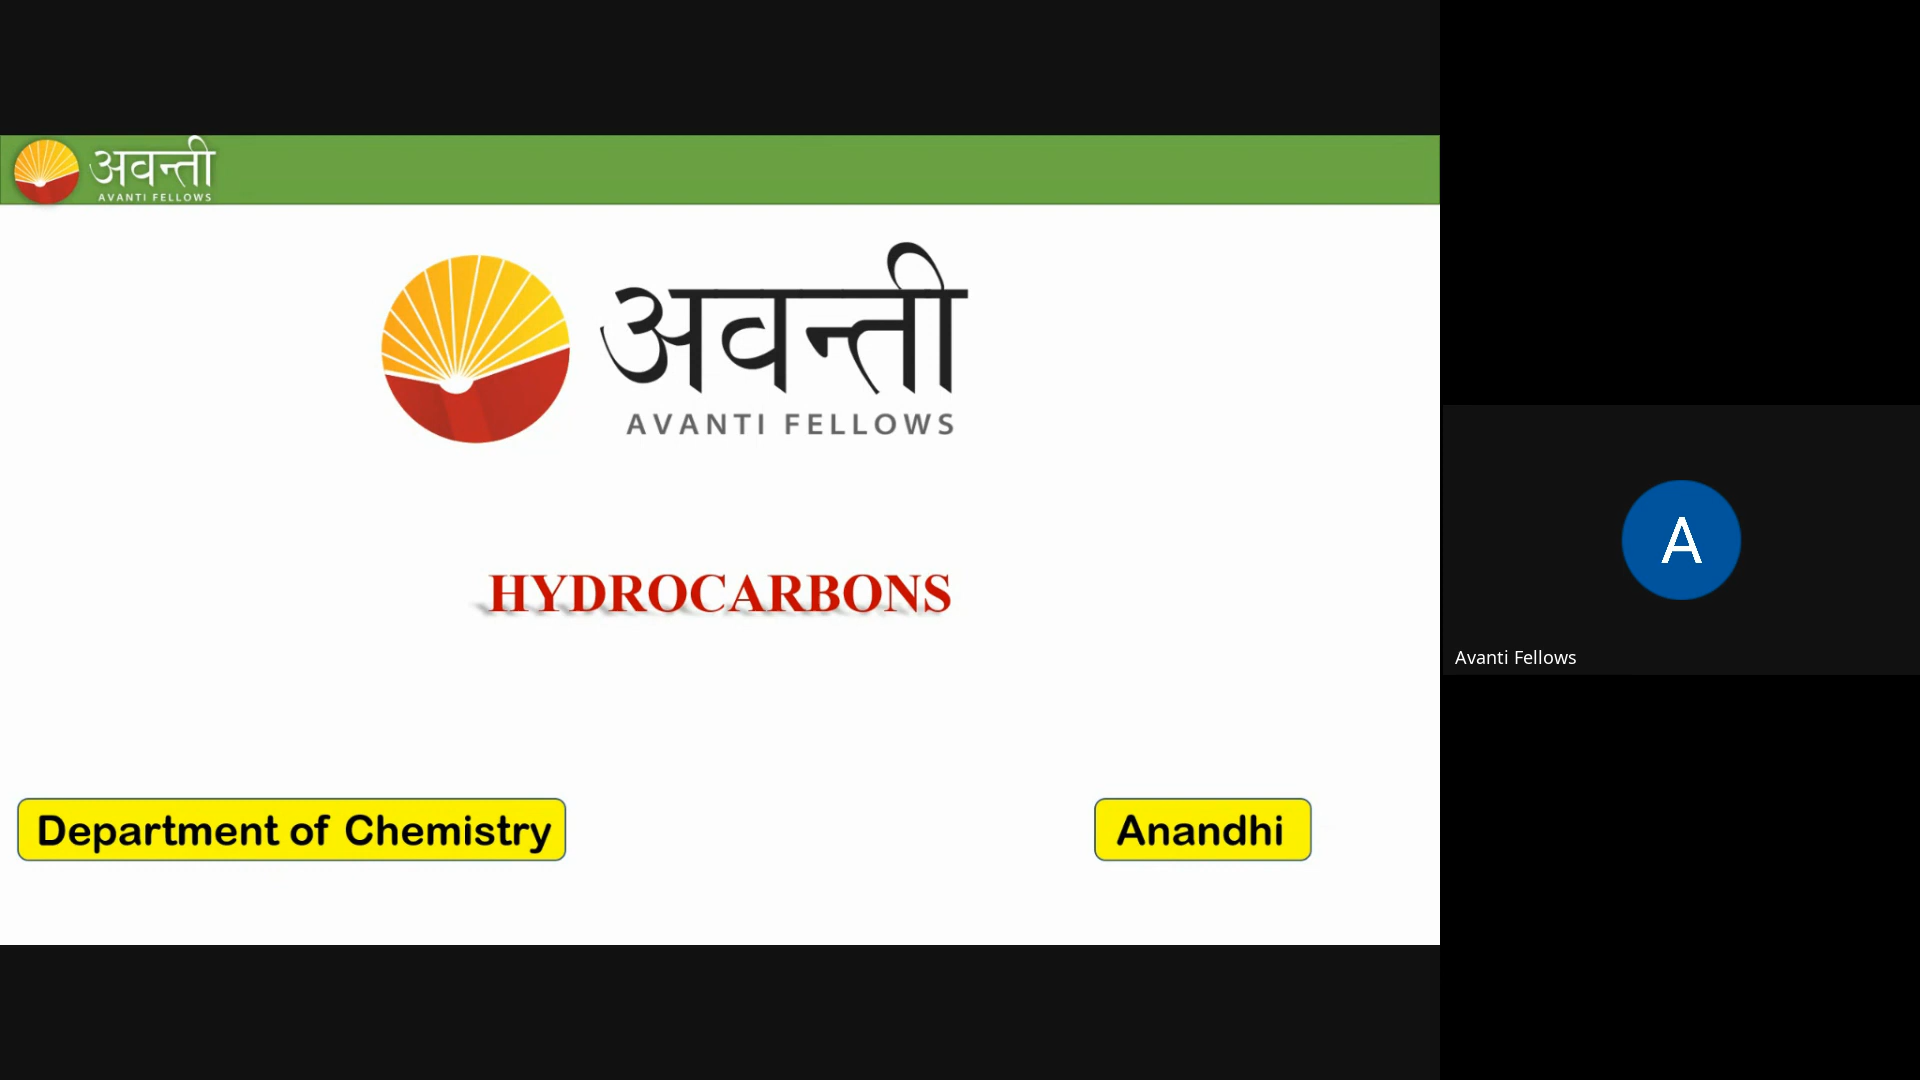 अवन्ती
AVANTI FELLOWS
अवन्ती
AVANTI FELLOWS
HYDROCARBONS
Department of Chemistry
Anandhi
A
Avanti Fellows